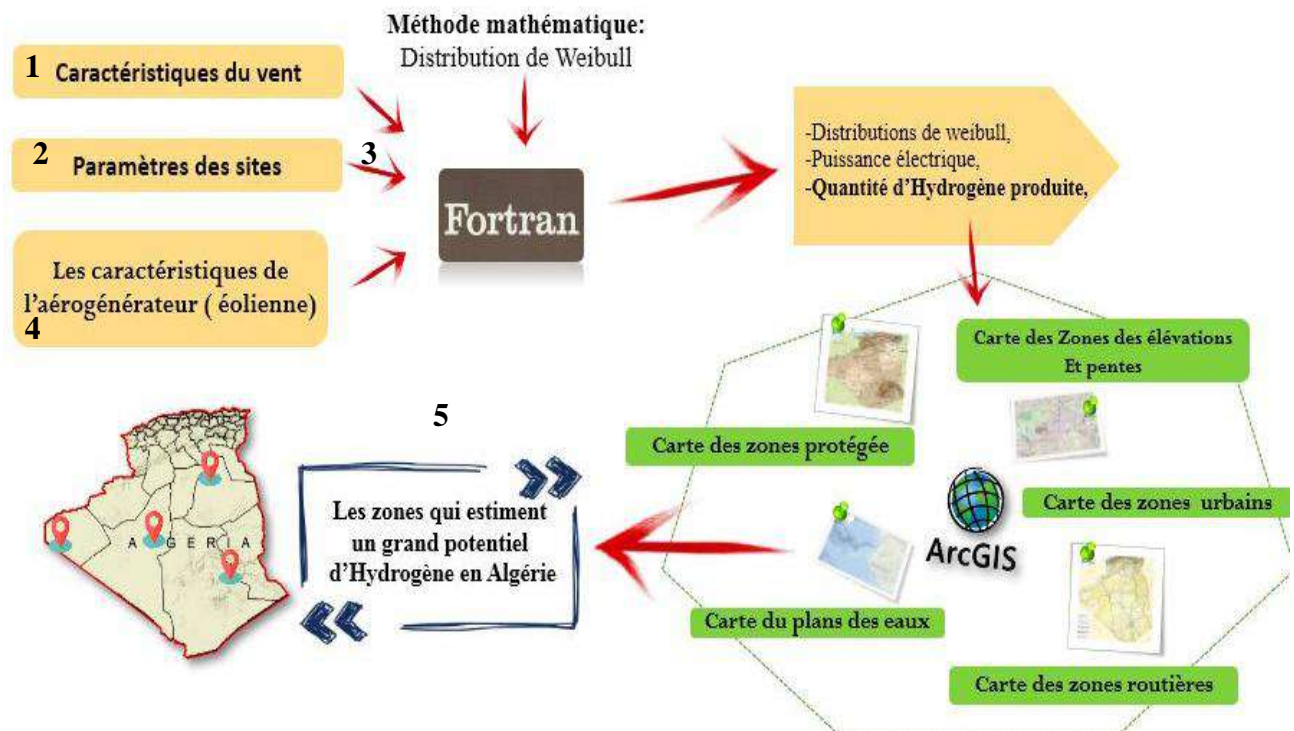 Méthode mathématique:
Distribution de Weibull
1 Caractéristiques du vent
2 Paramètres des sites
3
Les caractéristiques de
l'aérogénérateur ( éolienne)
4
Fortran
-Distributions de weibull,
-Puissance électrique,
-Quantité d'Hydrogène produite,
Carte des Zones des élévations
Et pentes
Carte des zones protégée
Carte des zones urbains
ArcGIS
Carte du plans des eaux
Carte des zones routières
5
Les zones qui estiment
un grand potentiel
d'Hydrogène en Algérie
ALGERIA